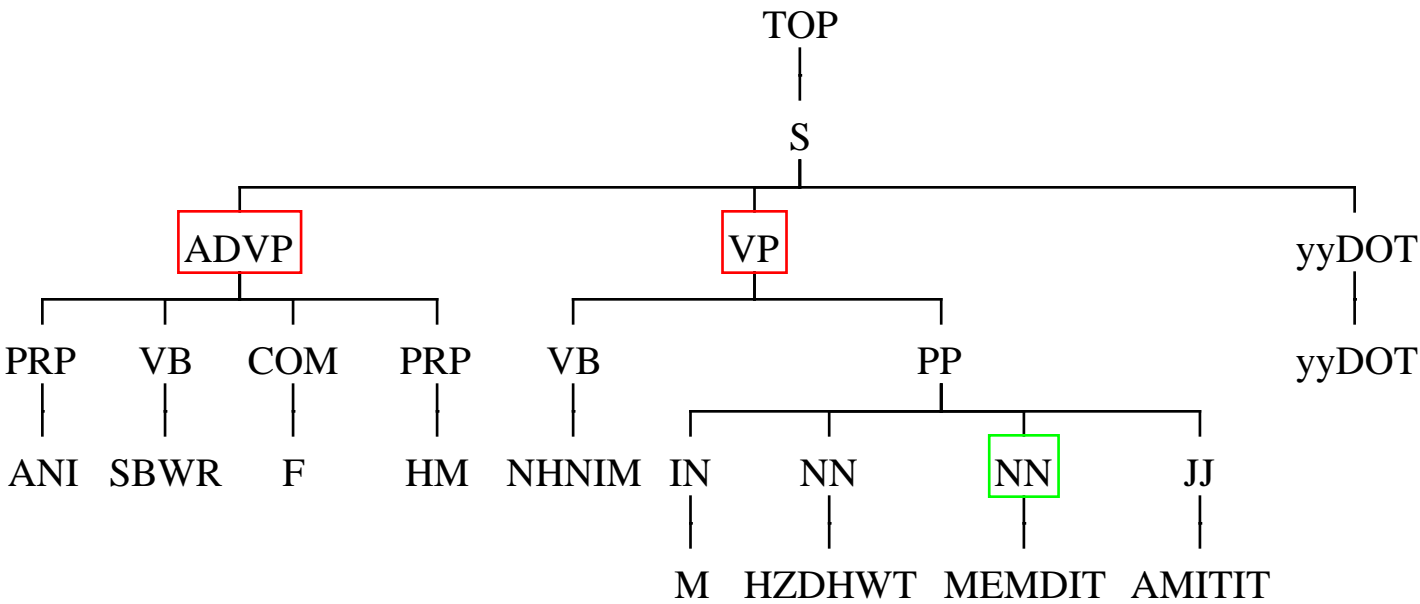 TOP
S
ADVP VP yyDOT
PRP VB COM PRP VB PP yyDOT
ANI SBWR F HM NHNIM IN NN NN JJ
M HZDHWT MEMDIT AMITIT